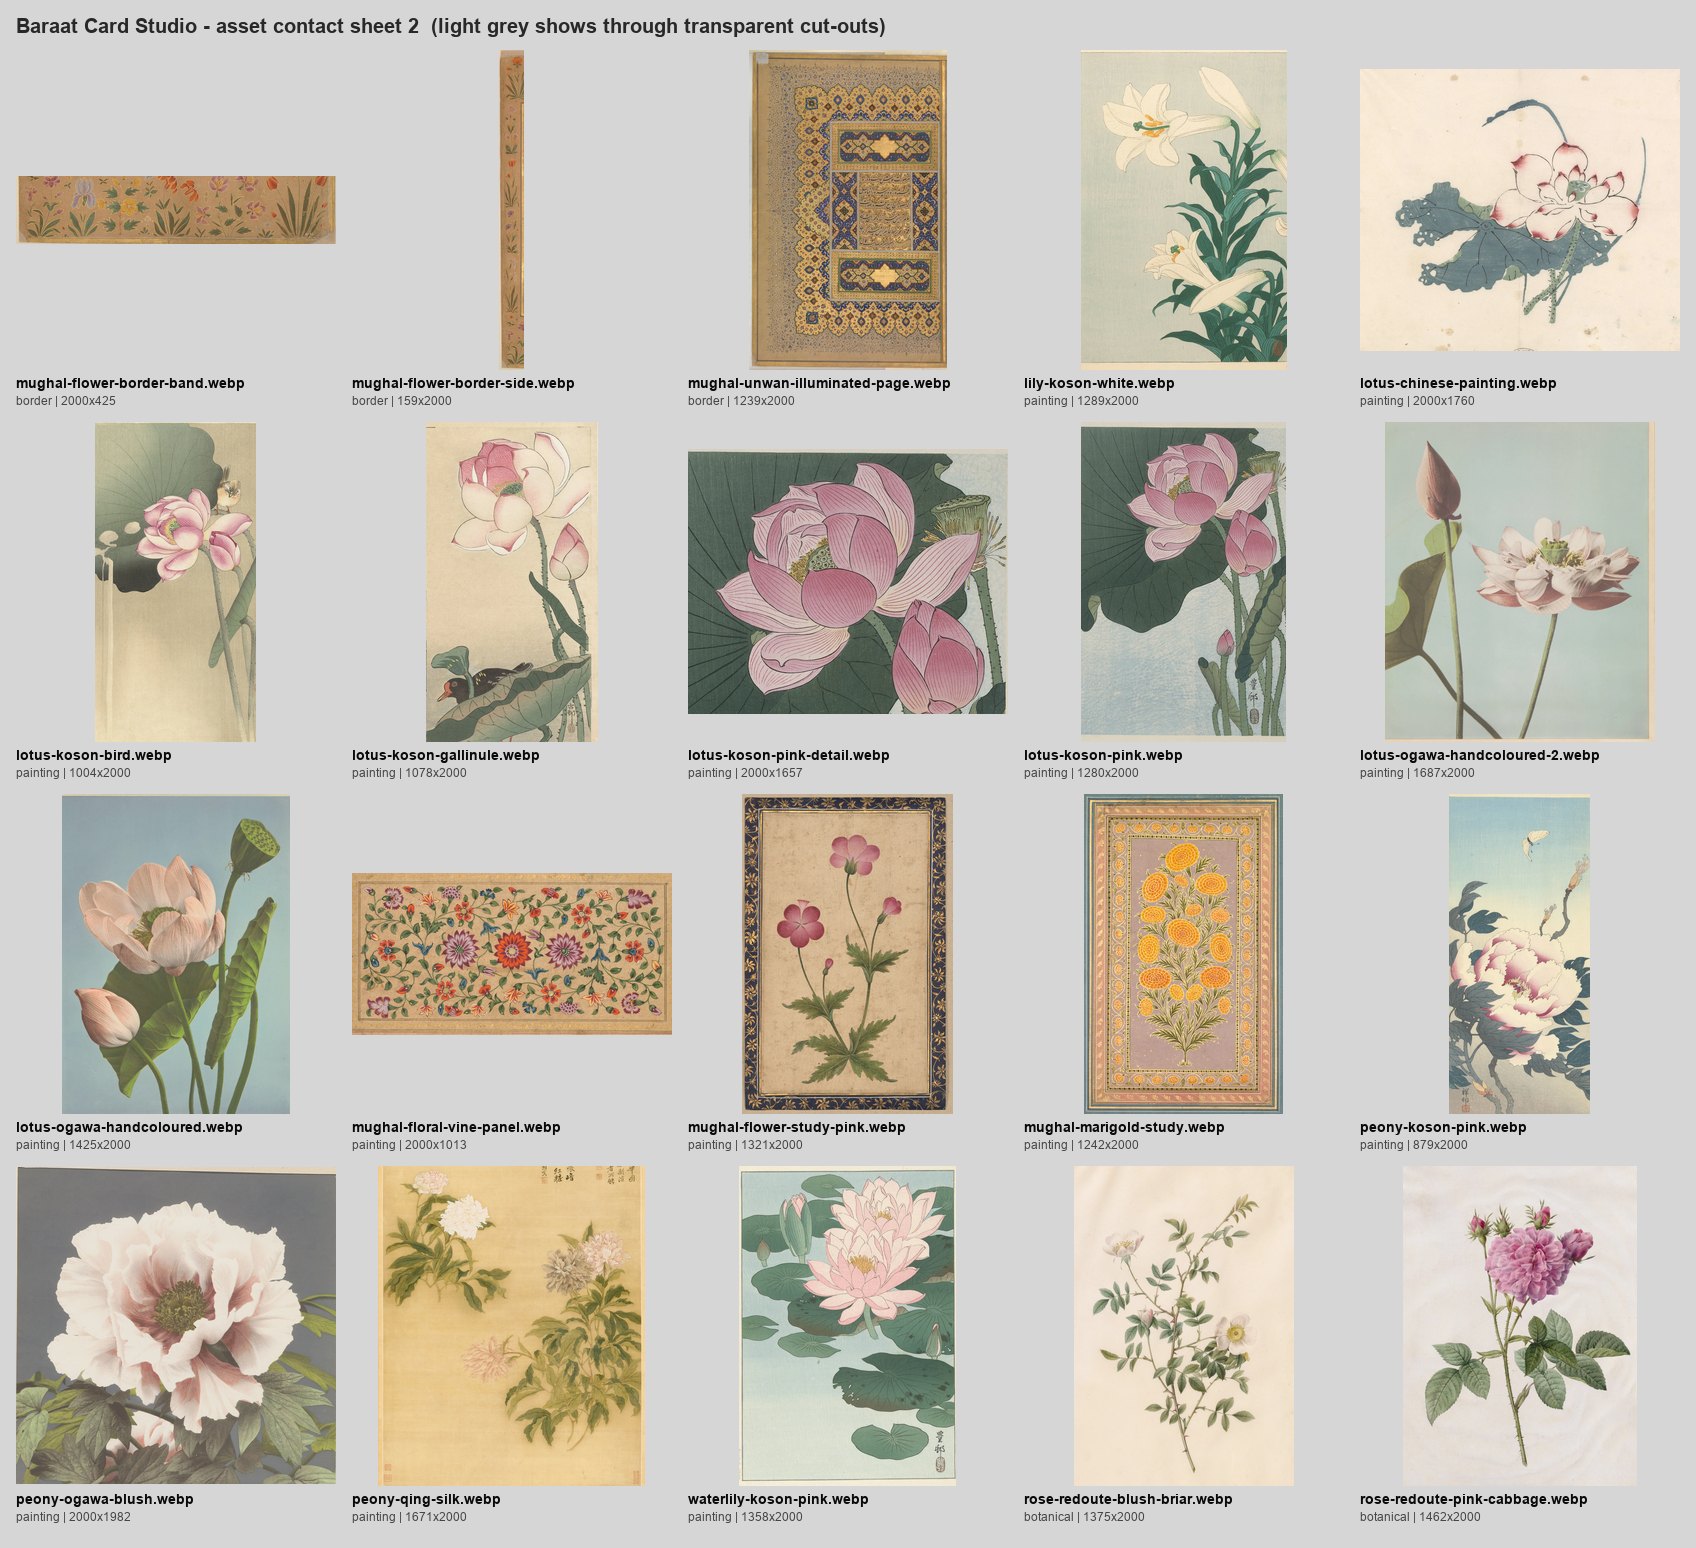 Baraat Card Studio - asset contact sheet 2  (light grey shows through transparent cut-outs)
mughal-flower-border-band.webp
border | 2000x425
mughal-flower-border-side.webp
border | 159x2000
mughal-unwan-illuminated-page.webp
border | 1239x2000
lily-koson-white.webp
painting | 1289x2000
lotus-chinese-painting.webp
painting | 2000x1760
lotus-koson-bird.webp
painting | 1004x2000
lotus-koson-gallinule.webp
painting | 1078x2000
lotus-koson-pink-detail.webp
painting | 2000x1657
lotus-koson-pink.webp
painting | 1280x2000
lotus-ogawa-handcoloured-2.webp
painting | 1687x2000
lotus-ogawa-handcoloured.webp
painting | 1425x2000
mughal-floral-vine-panel.webp
painting | 2000x1013
mughal-flower-study-pink.webp
painting | 1321x2000
mughal-marigold-study.webp
painting | 1242x2000
peony-koson-pink.webp
painting | 879x2000
peony-ogawa-blush.webp
painting | 2000x1982
peony-qing-silk.webp
painting | 1671x2000
waterlily-koson-pink.webp
painting | 1358x2000
rose-redoute-blush-briar.webp
botanical | 1375x2000
rose-redoute-pink-cabbage.webp
botanical | 1462x2000